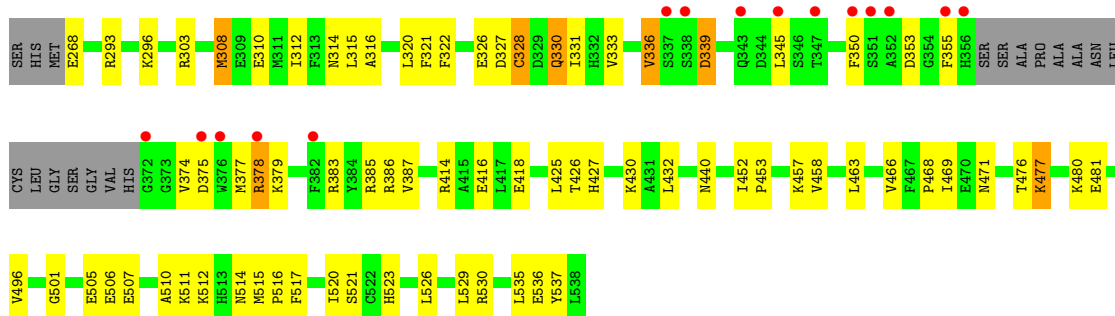 SER HIS MET E268 R293 K296 R303 M308 E309 E310 M311 I312 F313 N314 L315 A316 L320 F321 F322 E326 D327 C328 D329 Q330 I331 H332 V333 V336 S337 S338 D339 Q343 D344 L345 S346 T347 F350 S351 A352 D353 G354 F355 H356 SER SER ALA PRO ALA ALA ASN LEU
CYS LEU GLY SER GLY VAL HIS G372 G373 V374 D375 W376 M377 R378 K379 F382 R383 Y384 R385 R386 V387 R414 A415 E416 L417 E418 L425 T426 H427 K430 A431 L432 N440 I452 P453 K457 V458 L463 V466 F467 P468 I469 E470 N471 T476 K477 K480 E481
V496 G501 E505 E506 E507 A510 K511 K512 H513 N514 M515 P516 F517 I520 S521 C522 H523 L526 L529 R530 L535 E536 Y537 L538